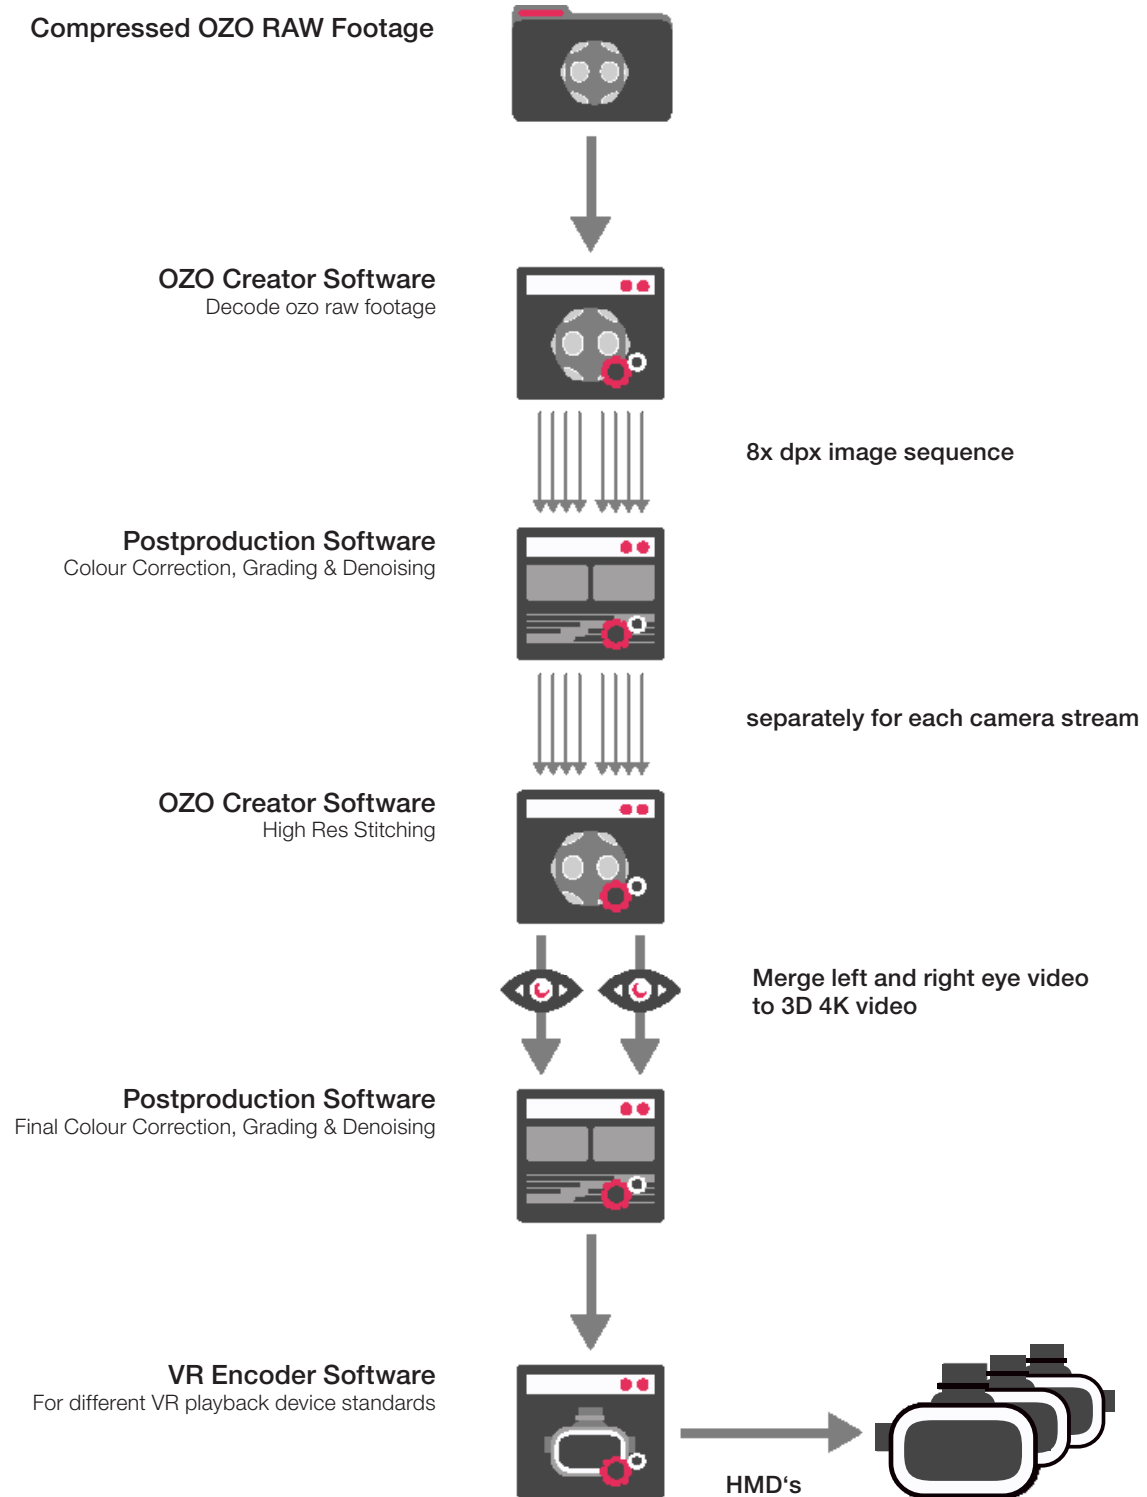 Compressed OZO RAW Footage
OZO Creator Software
Decode ozo raw footage
8x dpx image sequence
Postproduction Software
Colour Correction, Grading & Denoising
separately for each camera stream
OZO Creator Software
High Res Stitching
Merge left and right eye video
to 3D 4K video
Postproduction Software
Final Colour Correction, Grading & Denoising
VR Encoder Software
For different VR playback device standards
HMD‘s